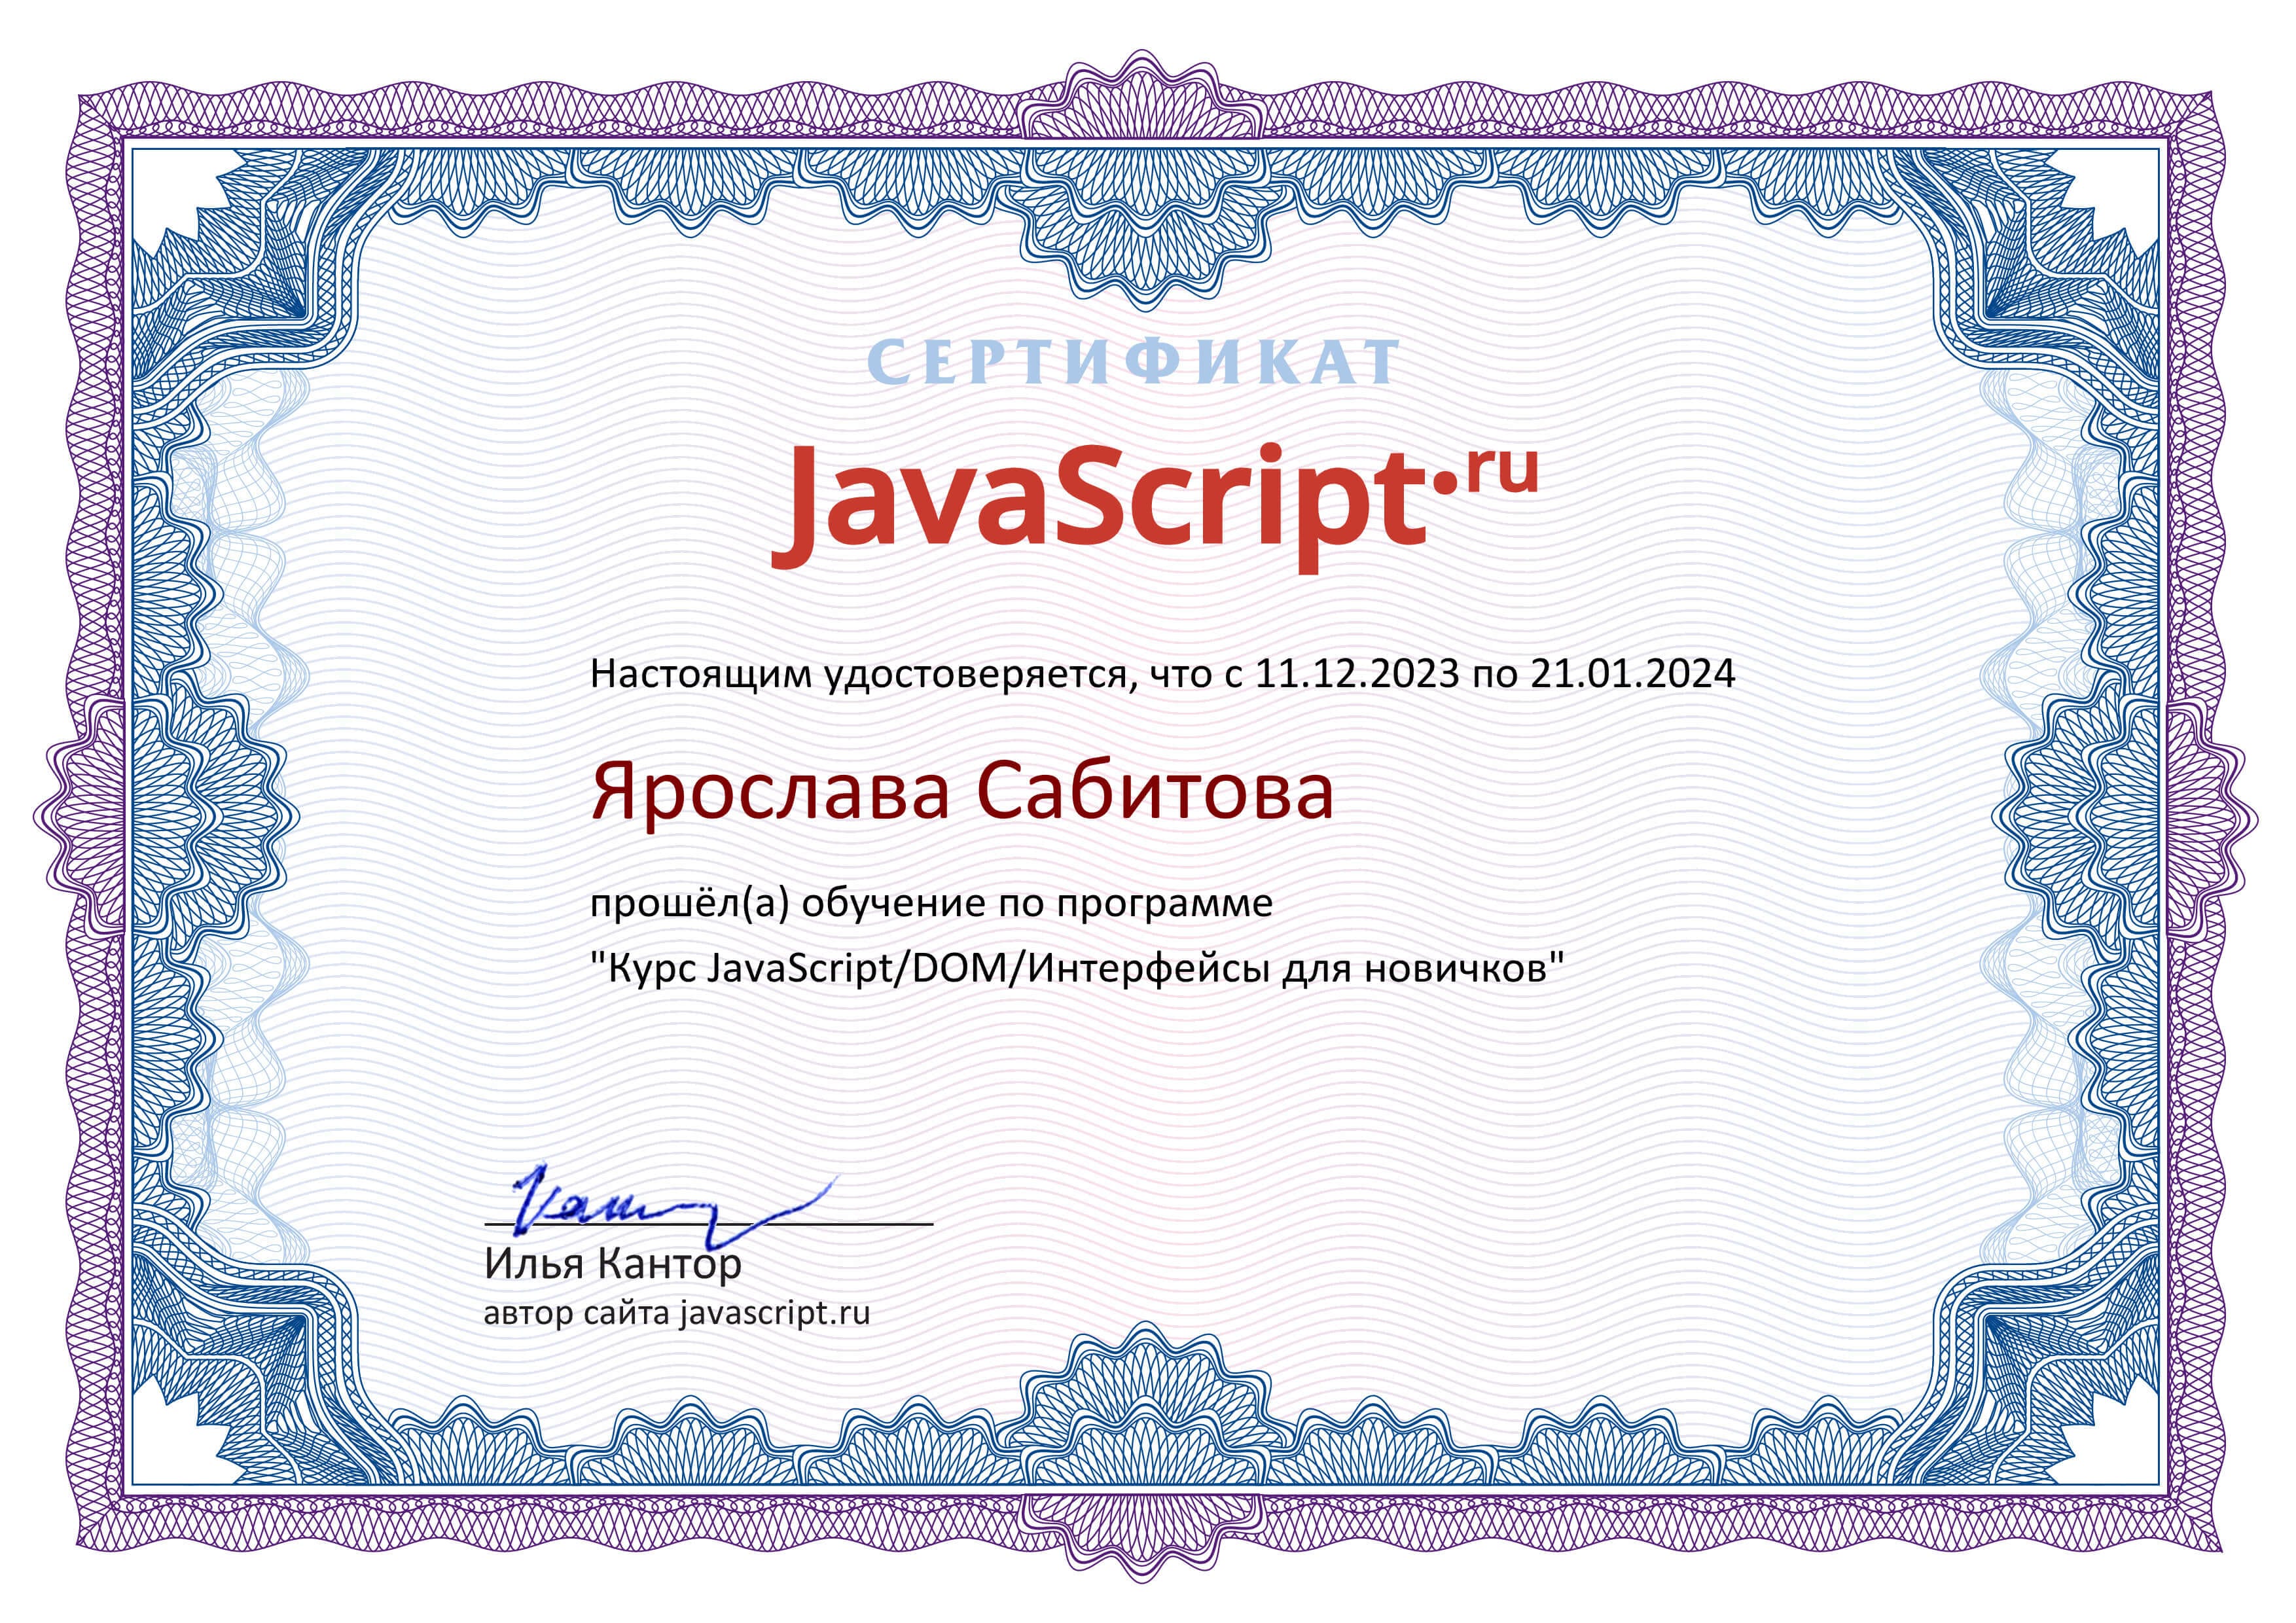 СЕРТИФИКАТ
JavaScript•ru
Настоящим удостоверяется, что с 11.12.2023 по 21.01.2024
Ярослава Сабитова
прошёл(а) обучение по программе
"Курс JavaScript/DOM/Интерфейсы для новичков"
Илья Кантор
автор сайта javascript.ru